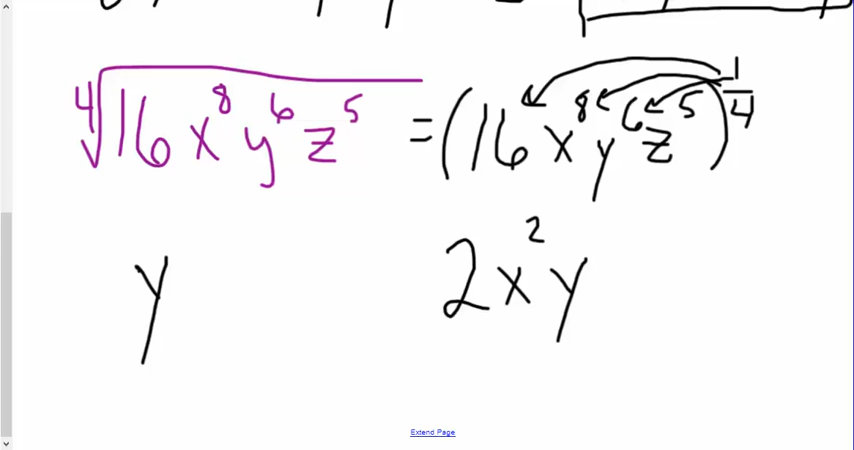 ⁴√16x⁸y⁶z⁵ = (16x⁸y⁶z⁵)^(1/4)
y 2x²y
Extend Page